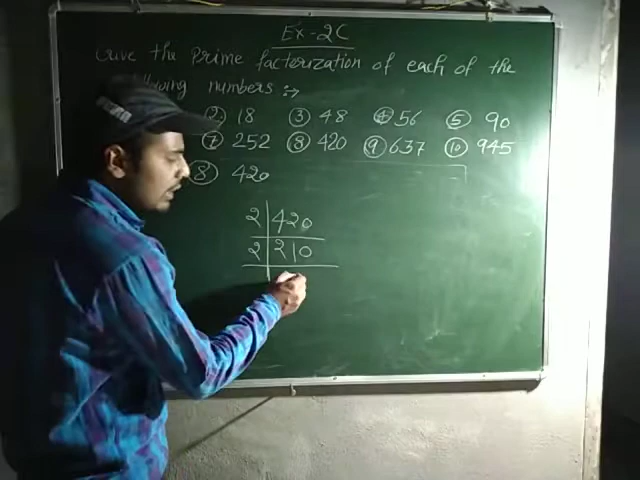 Ex-2C
Give the Prime factorization of each of the
numbers :→
② 18 ③ 48 ④ 56 ⑤ 90
⑦ 252 ⑧ 420 ⑨ 637 ⑩ 945
⑧ 420
2 | 420
2 | 210